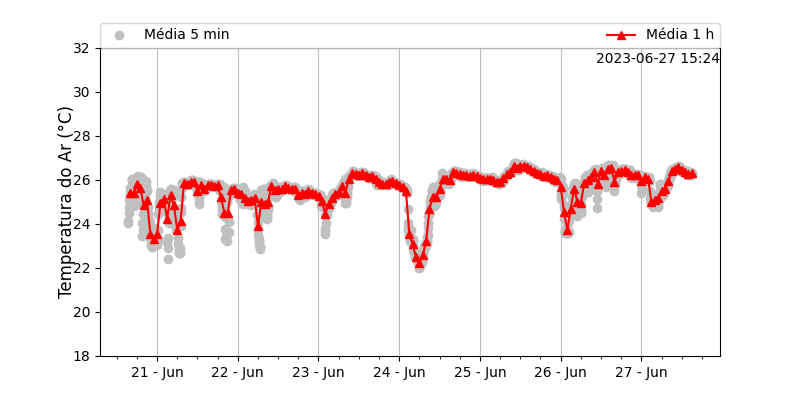 Média 5 min
Média 1 h
2023-06-27 15:24
Temperatura do Ar (°C)
32
30
28
26
24
22
20
18
21 - Jun
22 - Jun
23 - Jun
24 - Jun
25 - Jun
26 - Jun
27 - Jun